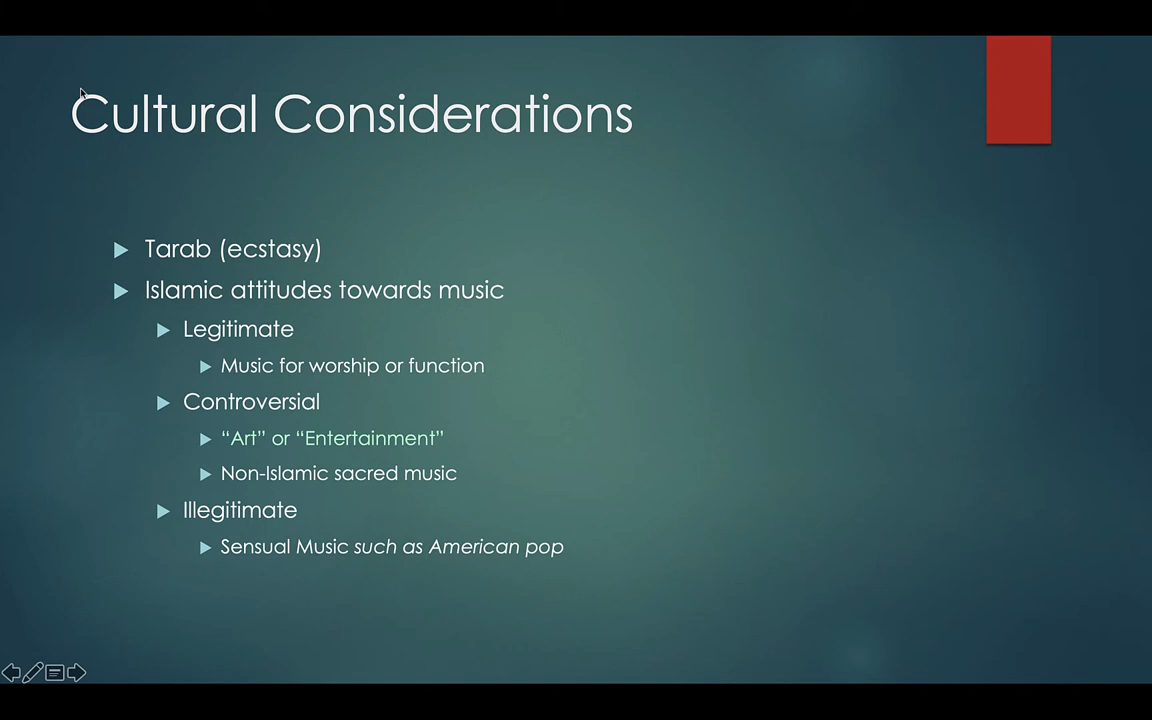 Cultural Considerations
Tarab (ecstasy)
Islamic attitudes towards music
Legitimate
Music for worship or function
Controversial
“Art” or “Entertainment”
Non-Islamic sacred music
Illegitimate
Sensual Music such as American pop